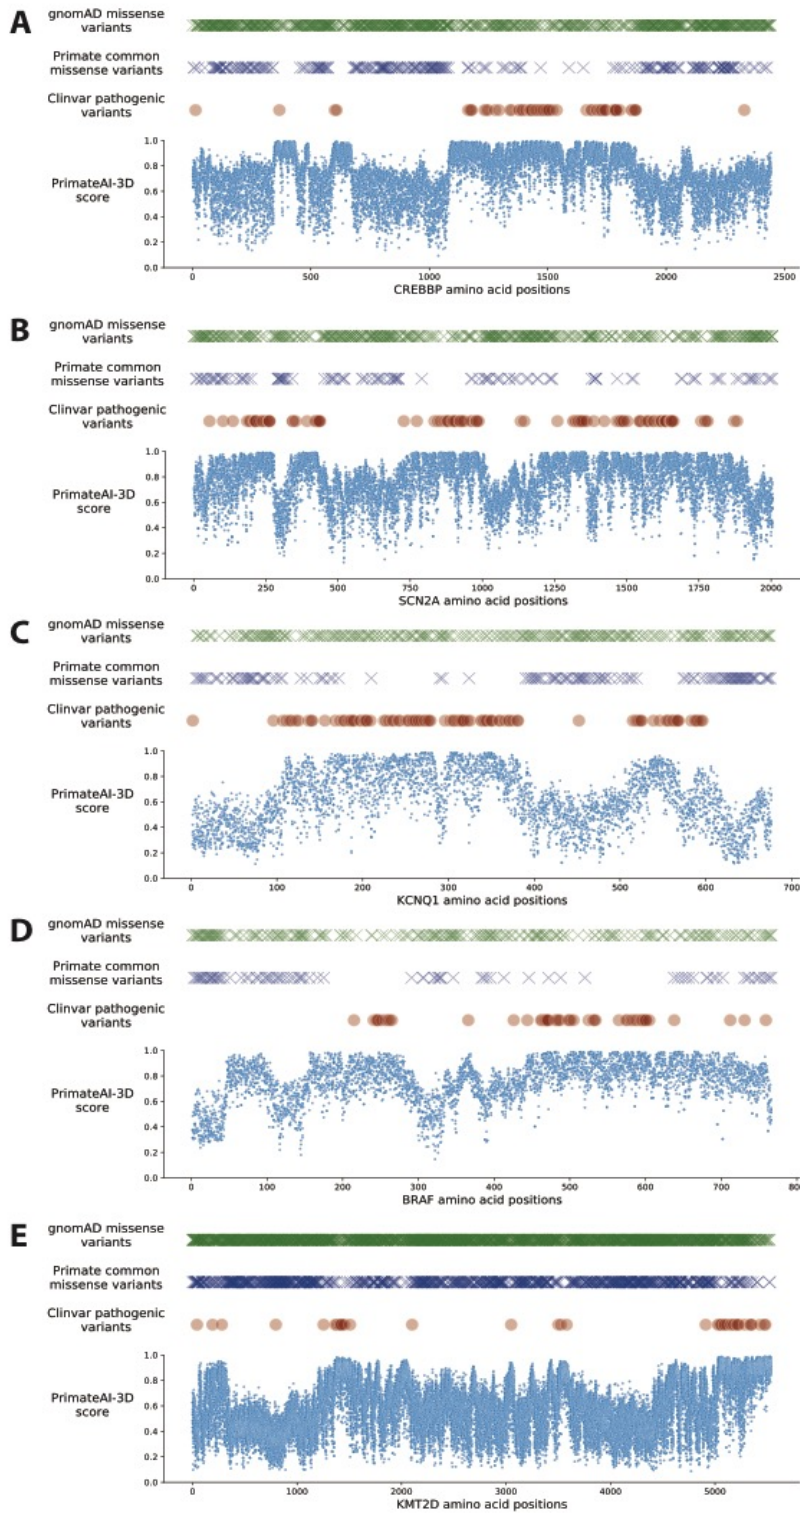 A
gnomAD missense
variants
Primate common
missense variants
Clinvar pathogenic
variants
PrimateAI-3D
score
1.0
0.8
0.6
0.4
0.2
0.0
0 500 1000 1500 2000 2500
CREBBP amino acid positions
B
gnomAD missense
variants
Primate common
missense variants
Clinvar pathogenic
variants
PrimateAI-3D
score
1.0
0.8
0.6
0.4
0.2
0.0
0 250 500 750 1000 1250 1500 1750 2000
SCN2A amino acid positions
C
gnomAD missense
variants
Primate common
missense variants
Clinvar pathogenic
variants
PrimateAI-3D
score
1.0
0.8
0.6
0.4
0.2
0.0
0 100 200 300 400 500 600 700
KCNQ1 amino acid positions
D
gnomAD missense
variants
Primate common
missense variants
Clinvar pathogenic
variants
PrimateAI-3D
score
1.0
0.8
0.6
0.4
0.2
0.0
0 100 200 300 400 500 600 700
BRAF amino acid positions
E
gnomAD missense
variants
Primate common
missense variants
Clinvar pathogenic
variants
PrimateAI-3D
score
1.0
0.8
0.6
0.4
0.2
0.0
0 1000 2000 3000 4000 5000
KMT2D amino acid positions